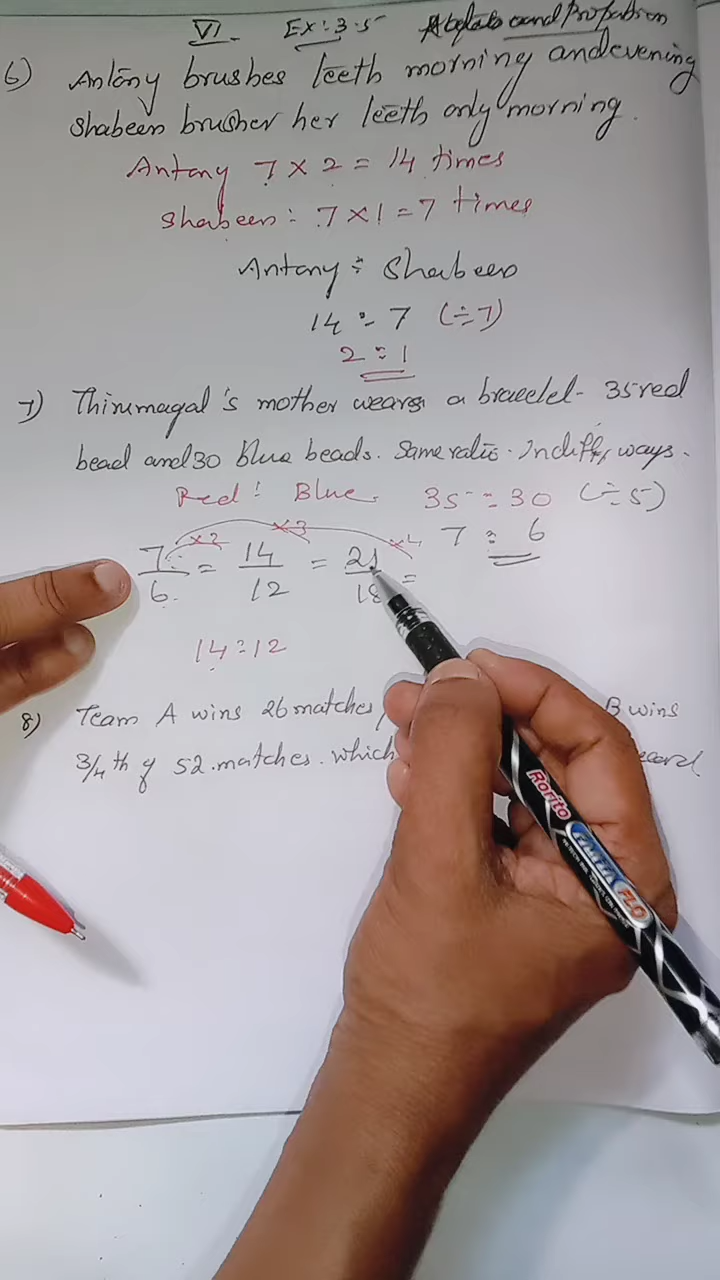 VI. Ex: 3.5 and
6) Antony brushes teeth morning and evening
Shabeen brushes her teeth only morning.
Antony 7 × 2 = 14 times
Shabeen : 7 × 1 = 7 times
Antony : Shabeen
14 : 7 (÷7)
2 : 1
7) Thirumagal's mother wears a bracelet - 35 red
bead and 30 blue beads. Same ratio. In diff, ways.
Red : Blue. 35 : 30 (÷5)
7 : 6
×2 ×3 ×4
7/6 = 14/12 = 21/18 =
14 : 12
8) Team A wins 26 matches B wins
3/4 th of 52 matches. which
Rorito
FLO